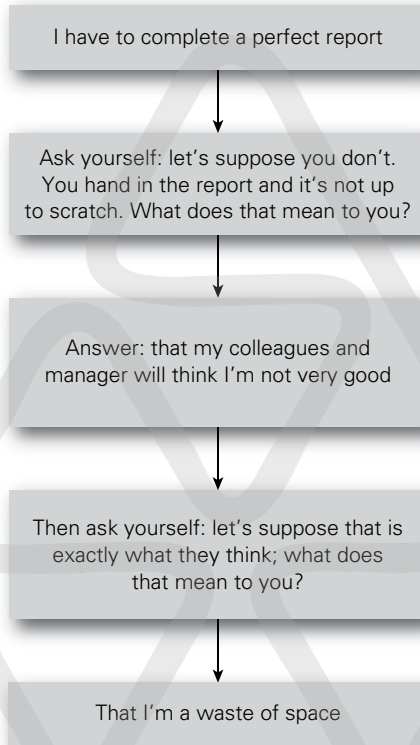 I have to complete a perfect report
Ask yourself: let's suppose you don't.
You hand in the report and it's not up
to scratch. What does that mean to you?
Answer: that my colleagues and
manager will think I'm not very good
Then ask yourself: let's suppose that is
exactly what they think; what does
that mean to you?
That I'm a waste of space